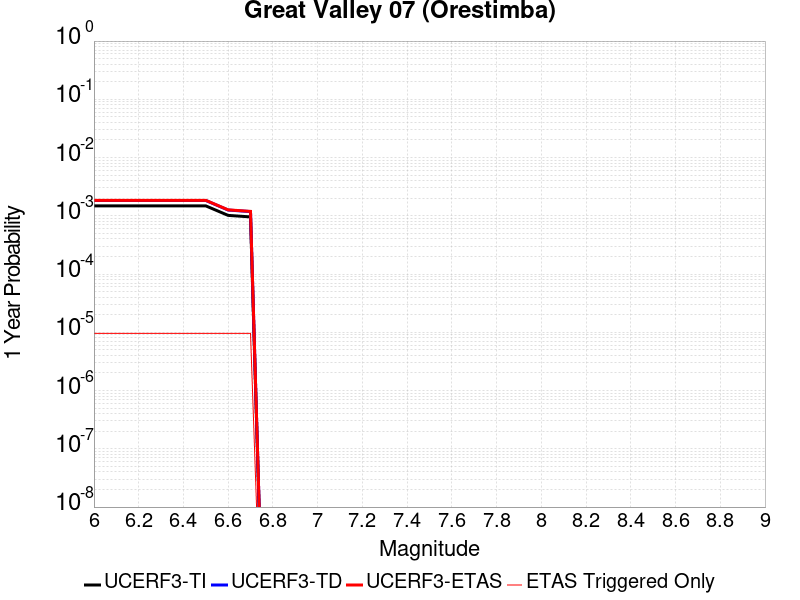 Great Valley 07 (Orestimba)
10^0
10^-1
10^-2
10^-3
10^-4
10^-5
10^-6
10^-7
10^-8
1 Year Probability
6 6.2 6.4 6.6 6.8 7 7.2 7.4 7.6 7.8 8 8.2 8.4 8.6 8.8 9
Magnitude
UCERF3-TI UCERF3-TD UCERF3-ETAS ETAS Triggered Only